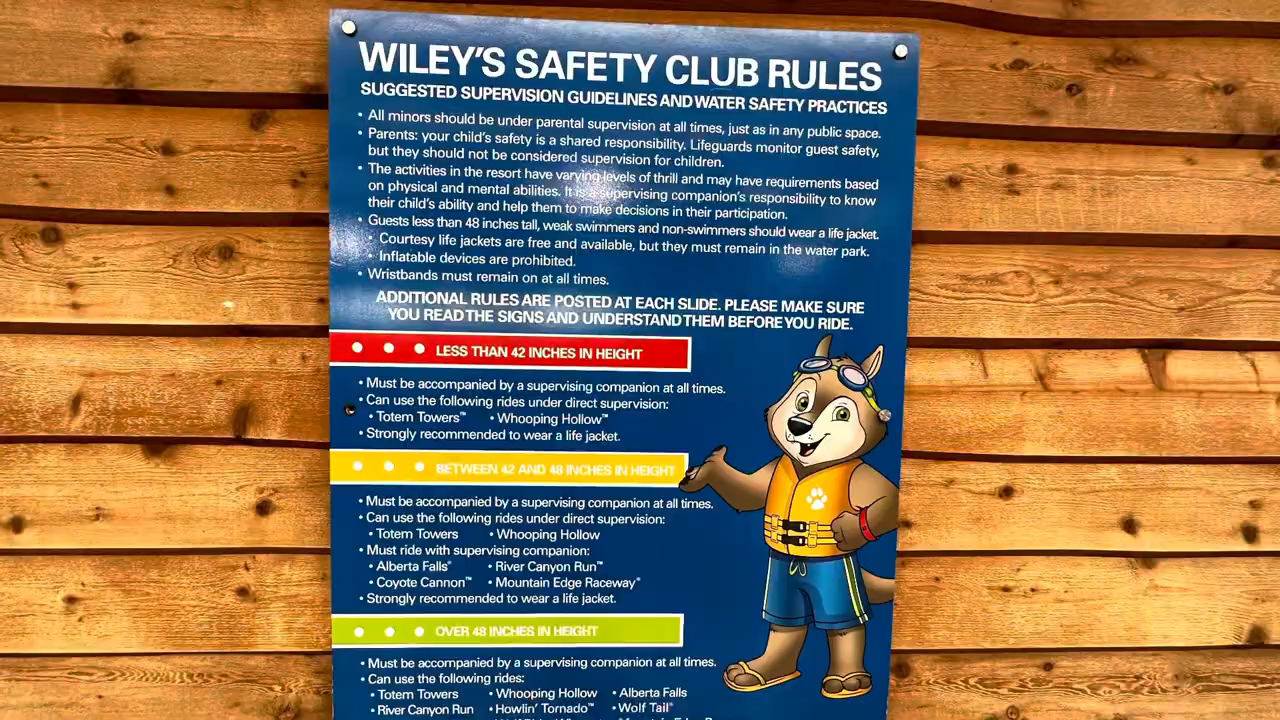 WILEY'S SAFETY CLUB RULES
SUGGESTED SUPERVISION GUIDELINES AND WATER SAFETY PRACTICES
• All minors should be under parental supervision at all times, just as in any public space.
• Parents: your child's safety is a shared responsibility. Lifeguards monitor guest safety,
but they should not be considered supervision for children.
• The activities in the resort have varying levels of thrill and may have requirements based
on physical and mental abilities. It is a supervising companion's responsibility to know
their child's ability and help them to make decisions in their participation.
• Guests less than 48 inches tall, weak swimmers and non-swimmers should wear a life jacket.
• Courtesy life jackets are free and available, but they must remain in the water park.
• Inflatable devices are prohibited.
• Wristbands must remain on at all times.
ADDITIONAL RULES ARE POSTED AT EACH SLIDE. PLEASE MAKE SURE
YOU READ THE SIGNS AND UNDERSTAND THEM BEFORE YOU RIDE.
LESS THAN 42 INCHES IN HEIGHT
• Must be accompanied by a supervising companion at all times.
• Can use the following rides under direct supervision:
• Totem Towers™ • Whooping Hollow™
• Strongly recommended to wear a life jacket.
BETWEEN 42 AND 48 INCHES IN HEIGHT
• Must be accompanied by a supervising companion at all times.
• Can use the following rides under direct supervision:
• Totem Towers • Whooping Hollow
• Must ride with supervising companion:
• Alberta Falls® • River Canyon Run™
• Coyote Cannon™ • Mountain Edge Raceway®
• Strongly recommended to wear a life jacket.
OVER 48 INCHES IN HEIGHT
• Must be accompanied by a supervising companion at all times.
• Can use the following rides:
• Totem Towers • Whooping Hollow • Alberta Falls
• River Canyon Run • Howlin' Tornado™ • Wolf Tail®